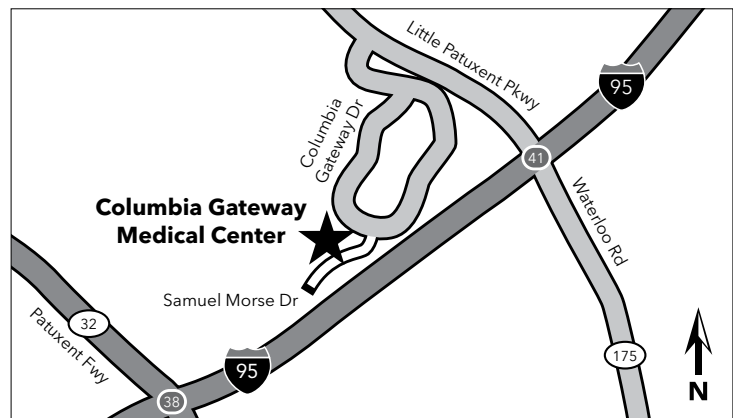 Little Patuxent Pkwy
95
Columbia
Gateway Dr
41
Waterloo Rd
Columbia Gateway
Medical Center
Samuel Morse Dr
32
Patuxent Fwy
175
95
38
N